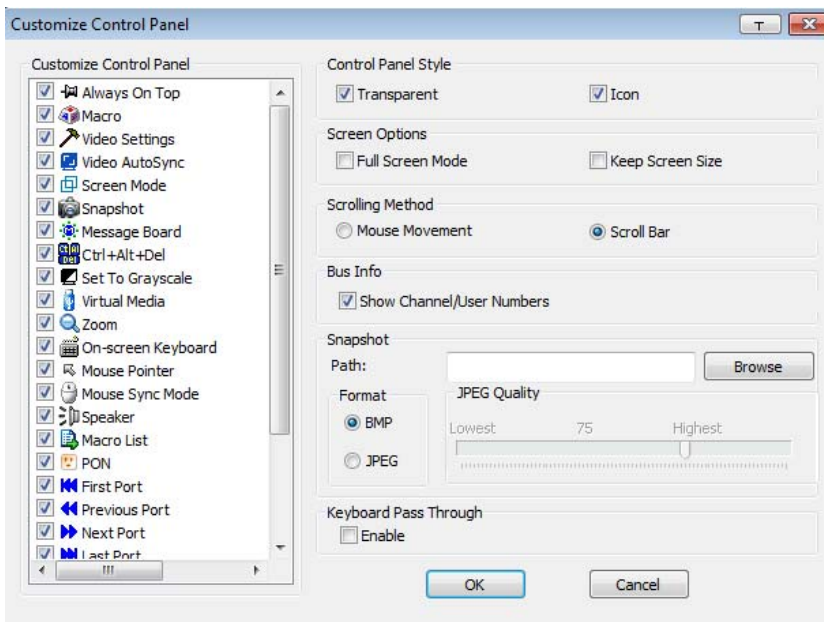 Customize Control Panel
T
Customize Control Panel
Always On Top
Macro
Video Settings
Video AutoSync
Screen Mode
Snapshot
Message Board
Ctrl+Alt+Del
Set To Grayscale
Virtual Media
Zoom
On-screen Keyboard
Mouse Pointer
Mouse Sync Mode
Speaker
Macro List
PON
First Port
Previous Port
Next Port
Last Port
Control Panel Style
Transparent
Icon
Screen Options
Full Screen Mode
Keep Screen Size
Scrolling Method
Mouse Movement
Scroll Bar
Bus Info
Show Channel/User Numbers
Snapshot
Path:
Browse
Format
BMP
JPEG
JPEG Quality
Lowest 75 Highest
Keyboard Pass Through
Enable
OK
Cancel